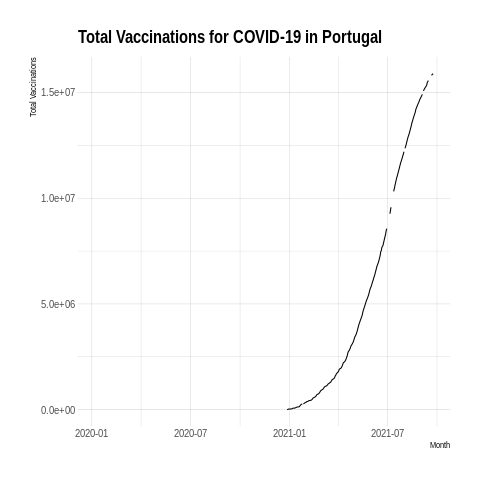 Total Vaccinations for COVID-19 in Portugal
Total Vaccinations
1.5e+07
1.0e+07
5.0e+06
0.0e+00
2020-01
2020-07
2021-01
2021-07
Month